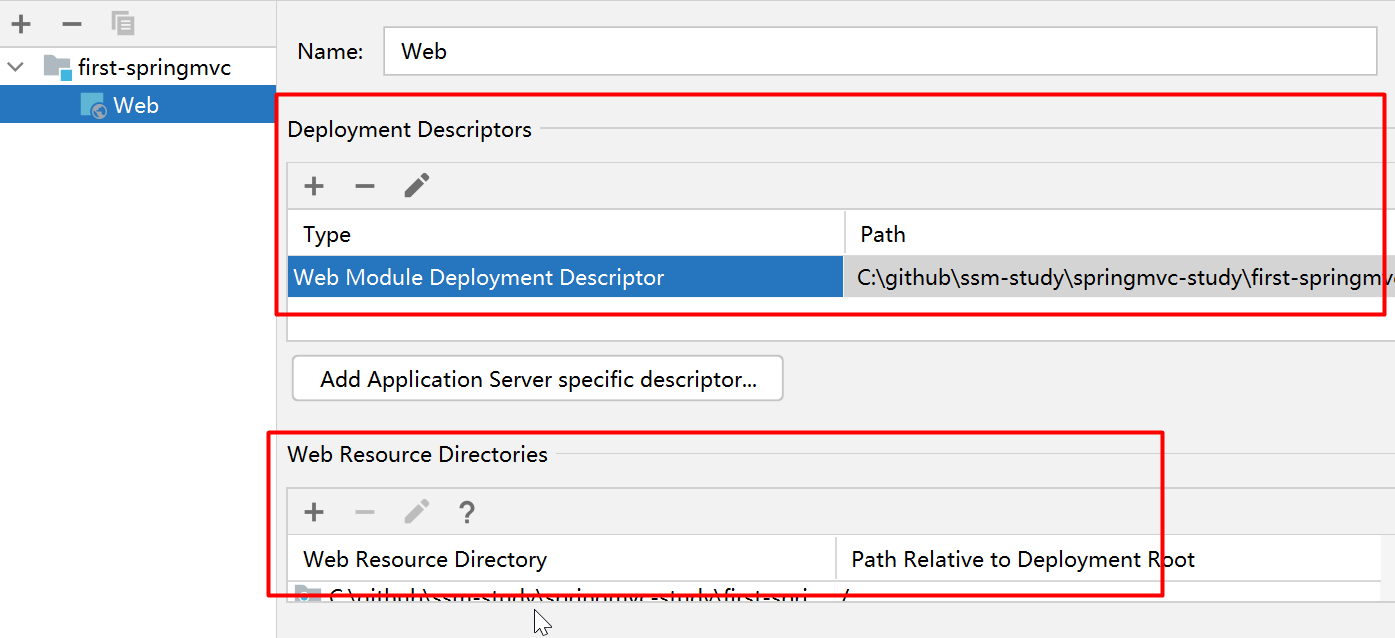 first-springmvc
Web
Name:
Web
Deployment Descriptors
Type
Path
Web Module Deployment Descriptor
C:\github\ssm-study\springmvc-study\first-springmv
Add Application Server specific descriptor...
Web Resource Directories
?
Web Resource Directory
Path Relative to Deployment Root
C:\github\ssm-study\springmvc-study\first-spri...
/